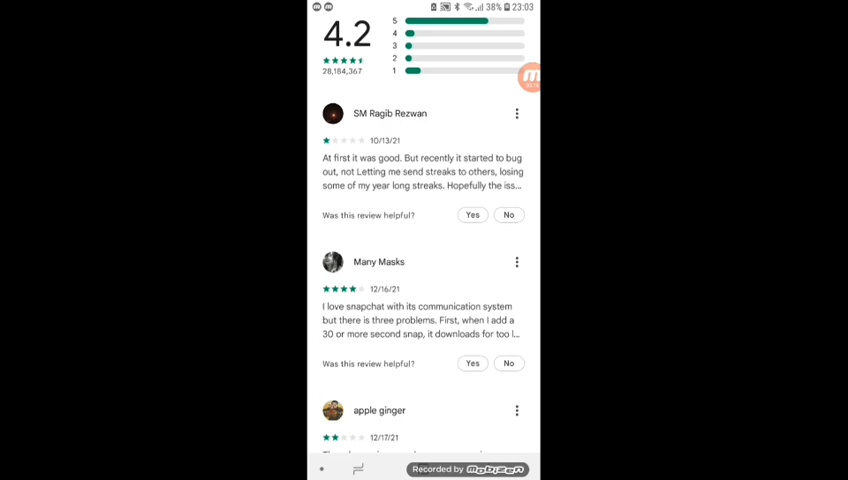 38% 23:03
4.2
5
4
3
2
1
28,184,367
SM Ragib Rezwan
10/13/21
At first it was good. But recently it started to bug
out, not Letting me send streaks to others, losing
some of my year long streaks. Hopefully the iss...
Was this review helpful? Yes No
Many Masks
12/16/21
I love snapchat with its communication system
but there is three problems. First, when I add a
30 or more second snap, it downloads for too l...
Was this review helpful? Yes No
apple ginger
12/17/21
Recorded by mobizen